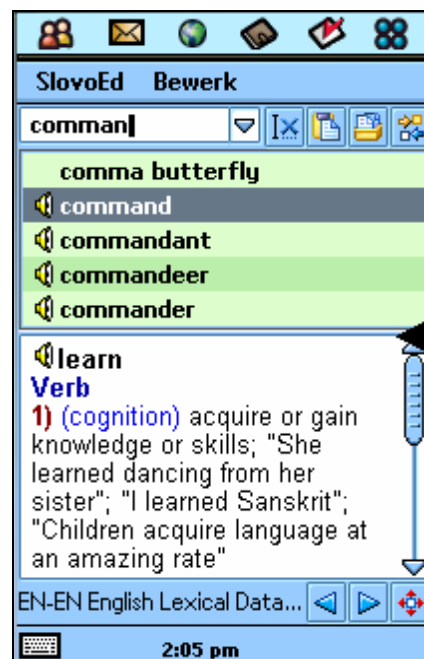 SlovoEd Bewerk
comman
comma butterfly
command
commandant
commandeer
commander
learn
Verb
1) (cognition) acquire or gain
knowledge or skills; "She
learned dancing from her
sister"; "I learned Sanskrit";
"Children acquire language at
an amazing rate"
EN-EN English Lexical Data...
2:05 pm